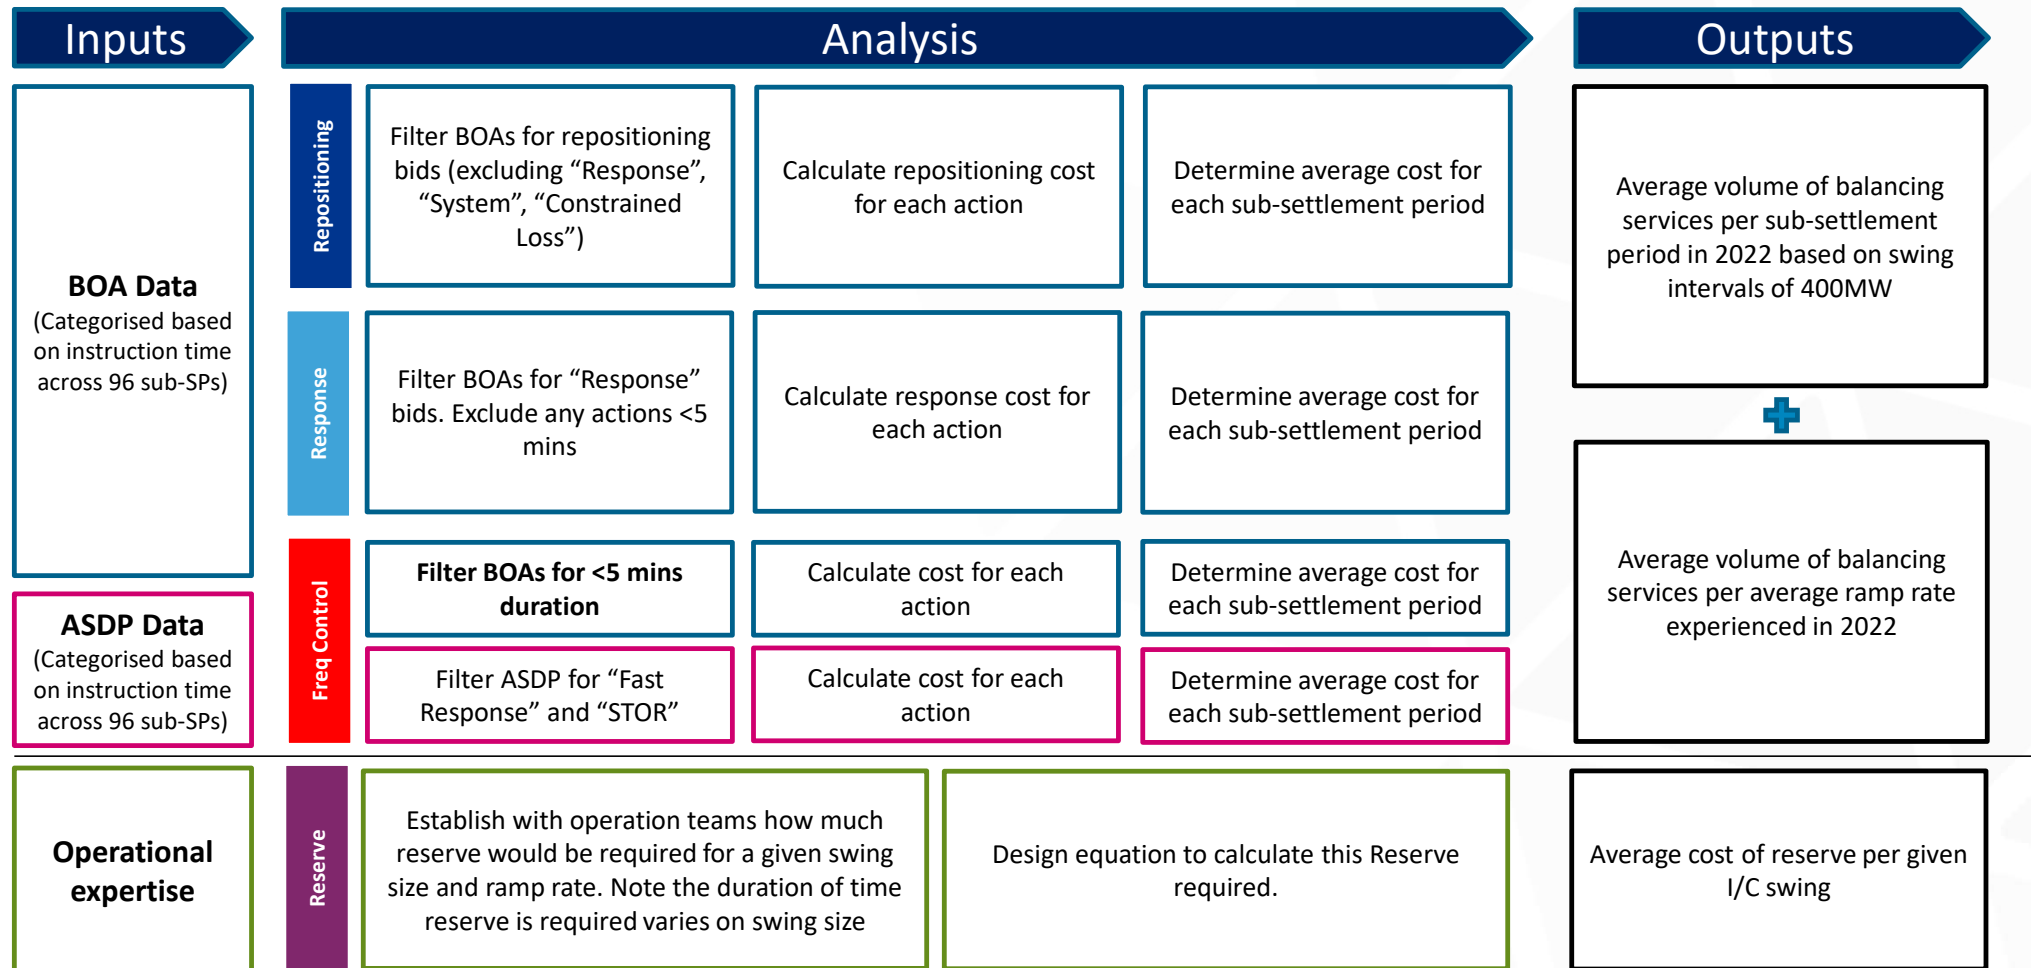 Inputs
Analysis
Outputs
BOA Data
(Categorised based
on instruction time
across 96 sub-SPs)
Repositioning
Filter BOAs for repositioning
bids (excluding “Response”,
“System”, “Constrained
Loss”)
Calculate repositioning cost
for each action
Determine average cost for
each sub-settlement period
Response
Filter BOAs for “Response”
bids. Exclude any actions <5
mins
Calculate response cost for
each action
Determine average cost for
each sub-settlement period
ASDP Data
(Categorised based
on instruction time
across 96 sub-SPs)
Freq Control
Filter BOAs for <5 mins
duration
Calculate cost for each
action
Determine average cost for
each sub-settlement period
Filter ASDP for “Fast
Response” and “STOR”
Calculate cost for each
action
Determine average cost for
each sub-settlement period
Average volume of balancing
services per sub-settlement
period in 2022 based on swing
intervals of 400MW
Average volume of balancing
services per average ramp rate
experienced in 2022
Operational
expertise
Reserve
Establish with operation teams how much
reserve would be required for a given swing
size and ramp rate. Note the duration of time
reserve is required varies on swing size
Design equation to calculate this Reserve
required.
Average cost of reserve per given
I/C swing